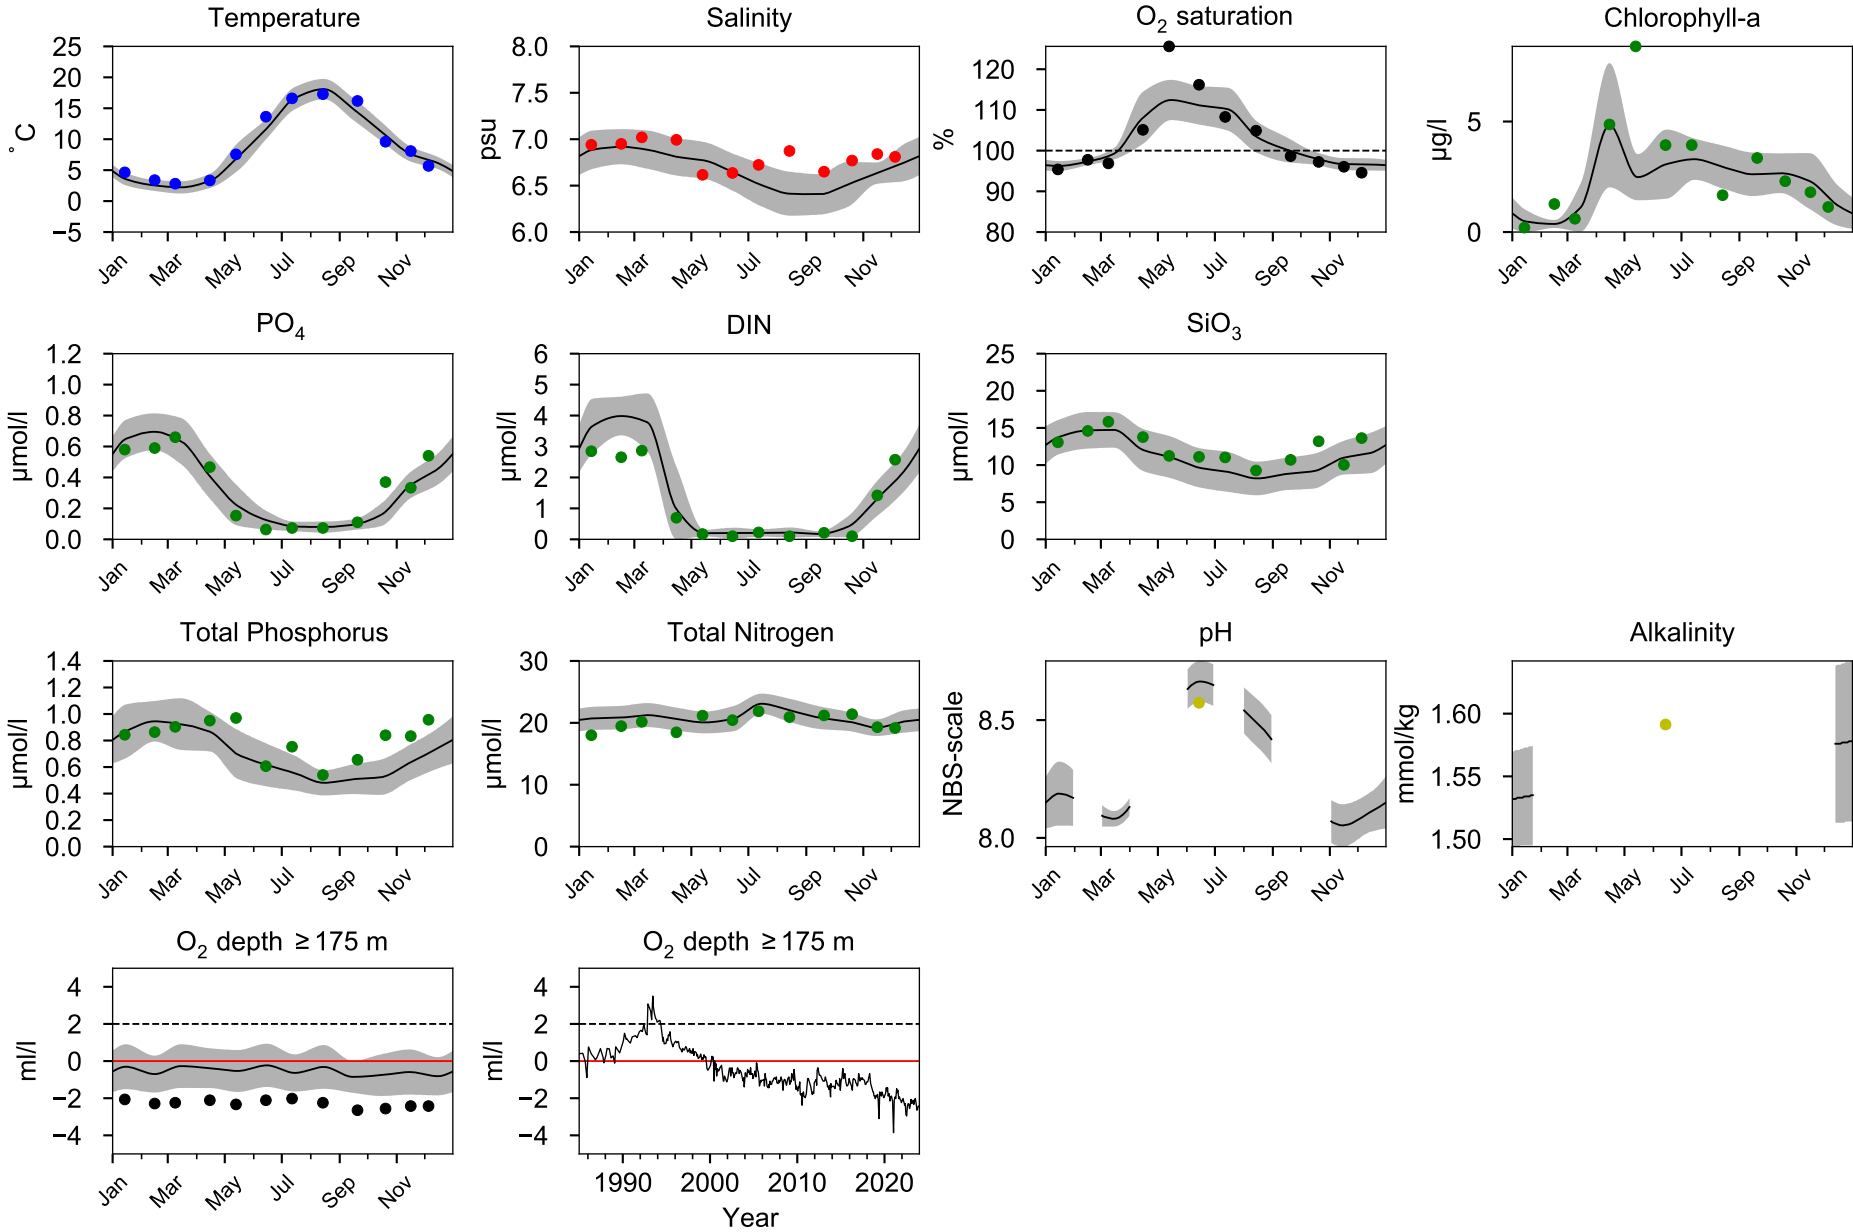 Temperature
25
20
15
10
5
0
−5
°C
Jan Mar May Jul Sep Nov
Salinity
8.0
7.5
7.0
6.5
6.0
psu
Jan Mar May Jul Sep Nov
O2 saturation
120
110
100
90
80
%
Jan Mar May Jul Sep Nov
Chlorophyll-a
5
0
µg/l
Jan Mar May Jul Sep Nov
PO4
1.2
1.0
0.8
0.6
0.4
0.2
0.0
µmol/l
Jan Mar May Jul Sep Nov
DIN
6
5
4
3
2
1
0
µmol/l
Jan Mar May Jul Sep Nov
SiO3
25
20
15
10
5
0
µmol/l
Jan Mar May Jul Sep Nov
Total Phosphorus
1.4
1.2
1.0
0.8
0.6
0.4
0.2
0.0
µmol/l
Jan Mar May Jul Sep Nov
Total Nitrogen
30
20
10
0
µmol/l
Jan Mar May Jul Sep Nov
pH
8.5
8.0
NBS-scale
Jan Mar May Jul Sep Nov
Alkalinity
1.60
1.55
1.50
mmol/kg
Jan Mar May Jul Sep Nov
O2 depth ≥ 175 m
4
2
0
−2
−4
ml/l
Jan Mar May Jul Sep Nov
O2 depth ≥ 175 m
4
2
0
−2
−4
ml/l
1990 2000 2010 2020
Year